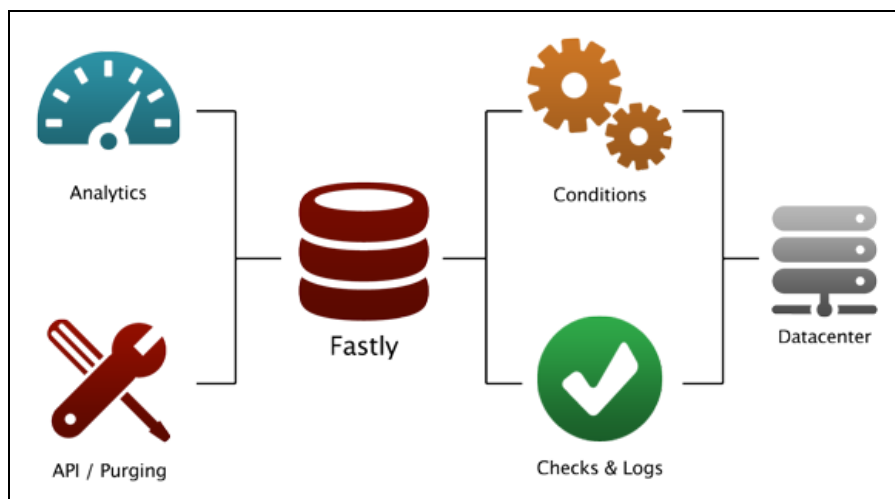 Analytics
Conditions
Fastly
Datacenter
API / Purging
Checks & Logs